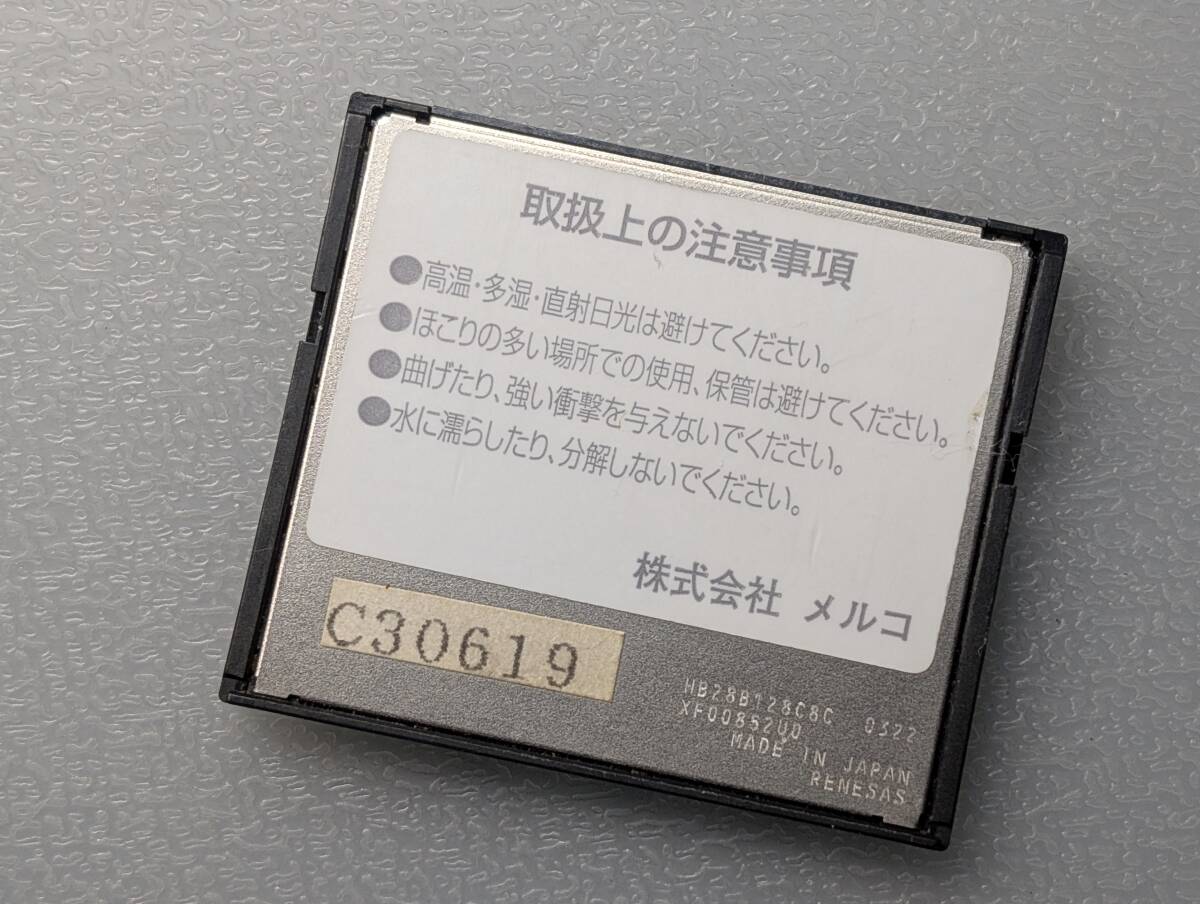 取扱上の注意事項
●高温・多湿・直射日光は避けてください。
●ほこりの多い場所での使用、保管は避けてください。
●曲げたり、強い衝撃を与えないでください。
●水に濡らしたり、分解しないでください。
株式会社 メルコ
C30619
HB28B128C8C 0322
XF00852U0
MADE IN JAPAN
RENESAS